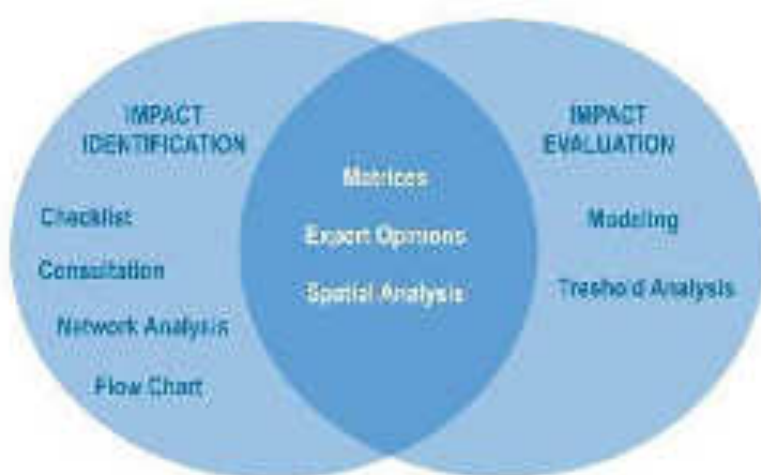 IMPACT
IDENTIFICATION
Checklist
Consultation
Network Analysis
Flow Chart
Matrices
Expert Opinions
Spatial Analysis
IMPACT
EVALUATION
Modeling
Treshold Analysis